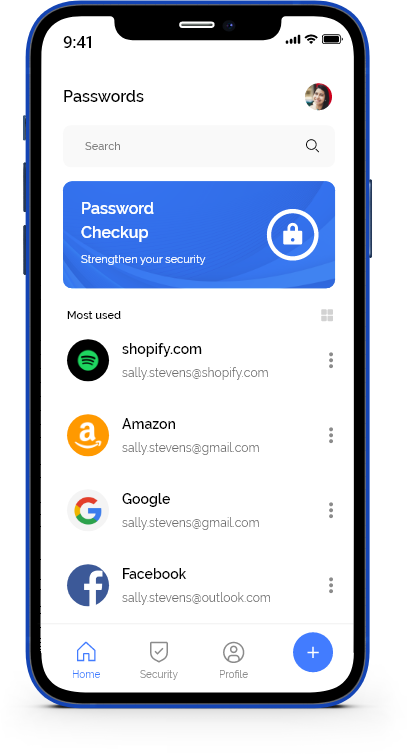 9:41
Passwords
Search
Password
Checkup
Strengthen your security
Most used
shopify.com
sally.stevens@shopify.com
Amazon
sally.stevens@gmail.com
Google
sally.stevens@gmail.com
Facebook
sally.stevens@outlook.com
Home Security Profile